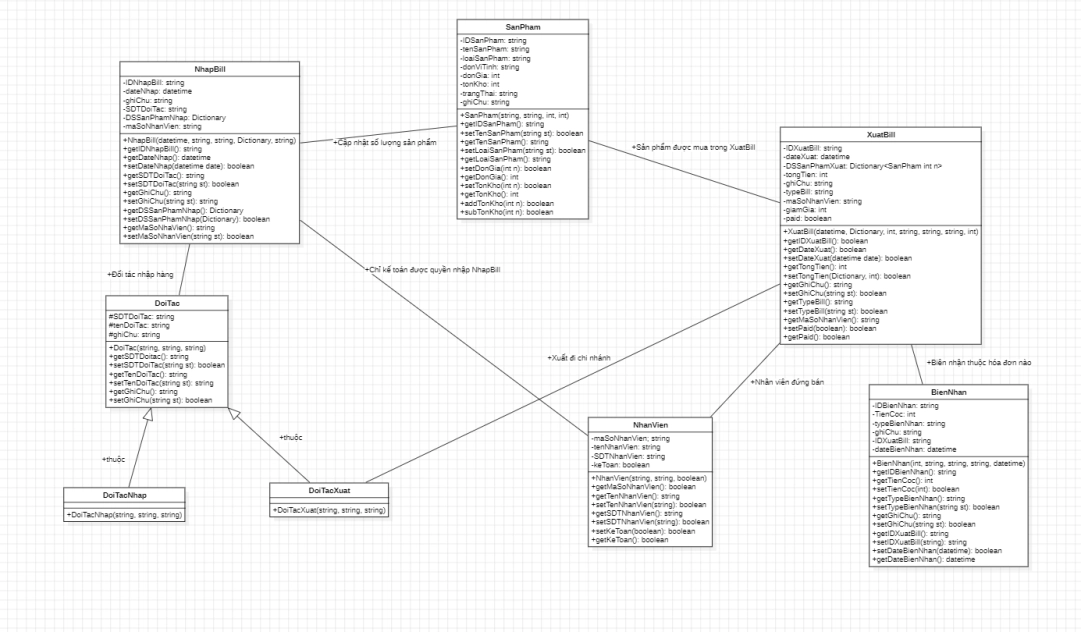 SanPham
-IDSanPham: string
-tenSanPham: string
-loaiSanPham: string
-donViTinh: string
-donGia: int
-tonKho: int
-trangThai: string
-ghiChu: string
+SanPham(string, string, int, int)
+getIDSanPham(): string
+setTenSanPham(string st): boolean
+getTenSanPham(): string
+setLoaiSanPham(string st): boolean
+getLoaiSanPham(): string
+setDonGia(int n): boolean
+getDonGia(): int
+setTonKho(int n): boolean
+getTonKho(): int
+addTonKho(int n): boolean
+subTonKho(int n): boolean
NhapBill
-IDNhapBill: string
-dateNhap: datetime
-ghiChu: string
-SDTDoiTac: string
-DSSanPhamNhap: Dictionary
-maSoNhanVien: string
+NhapBill(datetime, string, string, Dictionary, string)
+getIDNhapBill(): string
+getDateNhap(): datetime
+setDateNhap(datetime date): boolean
+getSDTDoiTac(): string
+setSDTDoiTac(string st): boolean
+getGhiChu(): string
+setGhiChu(string st): string
+getDSSanPhamNhap(): Dictionary
+setDSSanPhamNhap(Dictionary): boolean
+getMaSoNhaVien(): string
+setMaSoNhanVien(string st): boolean
+Cập nhật số lượng sản phẩm
+Sản phẩm được mua trong XuatBill
XuatBill
-IDXuatBill: string
-dateXuat: datetime
-DSSanPhamXuat: Dictionary<SanPham int n>
-tongTien: int
-ghiChu: string
-typeBill: string
-maSoNhanVien: string
-giamGia: int
-paid: boolean
+XuatBill(datetime, Dictionary, int, string, string, string, int)
+getIDXuatBill(): boolean
+getDateXuat(): boolean
+setDateXuat(datetime date): boolean
+getTongTien(): int
+setTongTien(Dictionary, int): boolean
+getGhiChu(): string
+setGhiChu(string st): boolean
+getTypeBill(): string
+setTypeBill(string st): boolean
+getMaSoNhanVien(): string
+setPaid(boolean): boolean
+getPaid(): boolean
+Đối tác nhập hàng
+Chỉ kế toán được quyền nhập NhapBill
DoiTac
#SDTDoiTac: string
#tenDoiTac: string
#ghiChu: string
+DoiTac(string, string, string)
+getSDTDoitac(): string
+setSDTDoiTac(string st): boolean
+getTenDoiTac(): string
+setTenDoiTac(string st): string
+getGhiChu(): string
+setGhiChu(string st): boolean
+Xuất đi chi nhánh
+Nhân viên đứng bán
+Biên nhận thuộc hóa đơn nào
BienNhan
-IDBienNhan: string
-TienCoc: int
-typeBienNhan: string
-ghiChu: string
-IDXuatBill: string
-dateBienNhan: datetime
+BienNhan(int, string, string, string, datetime)
+getIDBienNhan(): string
+getTienCoc(): int
+setTienCoc(int): boolean
+getTypeBienNhan(): string
+setTypeBienNhan(string st): boolean
+getGhiChu(): string
+setGhiChu(string st): boolean
+getIDXuatBill(): string
+setIDXuatBill(string): string
+setDateBienNhan(datetime): boolean
+getDateBienNhan(): datetime
NhanVien
-maSoNhanVien: string
-tenNhanVien: string
-SDTNhanVien: string
-keToan: boolean
+NhanVien(string, string, boolean)
+getMaSoNhanVien(): boolean
+getTenNhanVien(): string
+setTenNhanVien(string): boolean
+getSDTNhanVien(): string
+setSDTNhanVien(string): boolean
+setKeToan(boolean): boolean
+getKeToan(): boolean
+thuộc
+thuộc
DoiTacNhap
+DoiTacNhap(string, string, string)
DoiTacXuat
+DoiTacXuat(string, string, string)